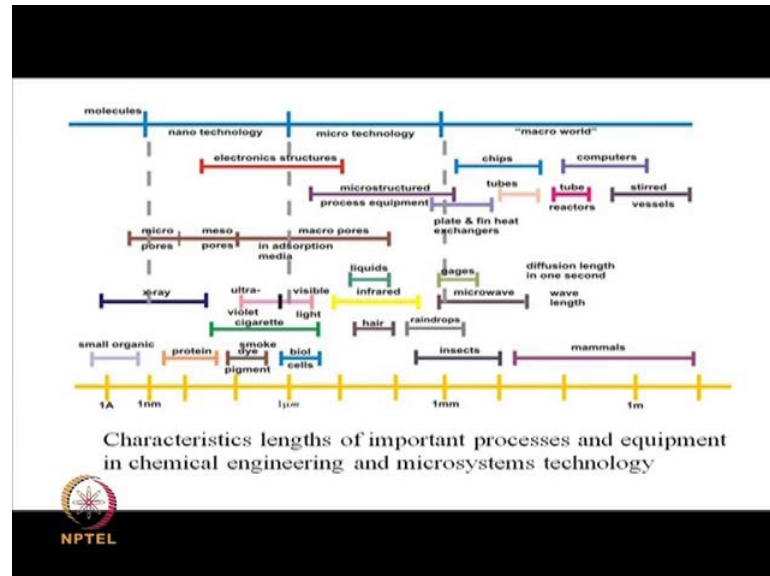 molecules
nano technology
micro technology
"macro world"
electronics structures
chips
computers
microstructured
process equipment
tubes
tube
reactors
stirred
vessels
plate & fin heat
exchangers
micro
pores
meso
pores
macro pores
in adsorption
media
liquids
gages
diffusion length
in one second
x-ray
ultra-
violet
visible
light
infrared
microwave
wave
length
cigarette
smoke
hair
raindrops
small organic
protein
dye
pigment
biol
cells
insects
mammals
1A
1nm
1μm
1mm
1m
Characteristics lengths of important processes and equipment
in chemical engineering and microsystems technology
NPTEL